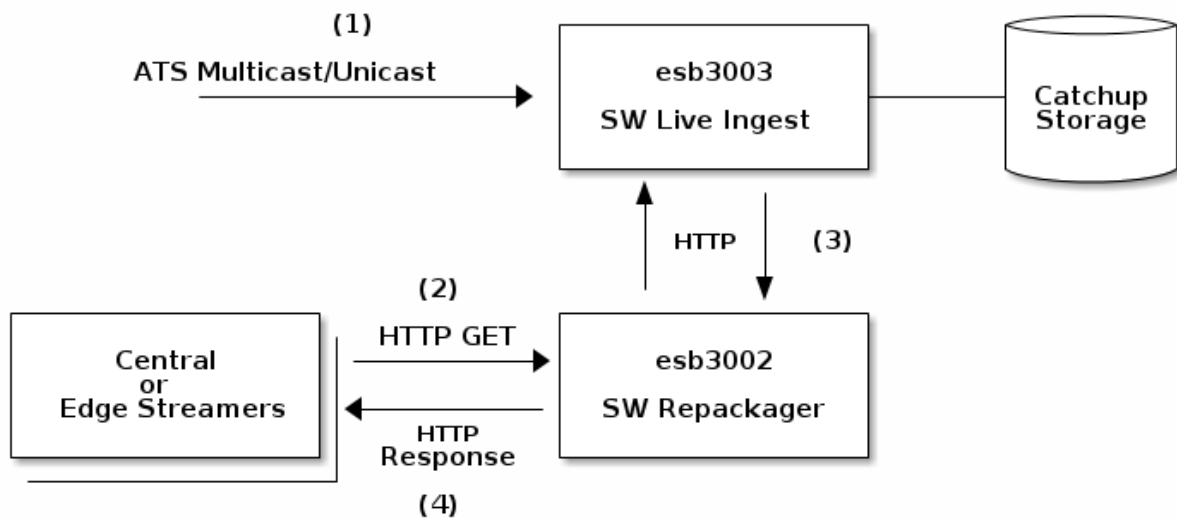 (1)
ATS Multicast/Unicast
esb3003
SW Live Ingest
Catchup
Storage
HTTP
(3)
(2)
HTTP GET
Central
or
Edge Streamers
esb3002
SW Repackager
HTTP
Response
(4)